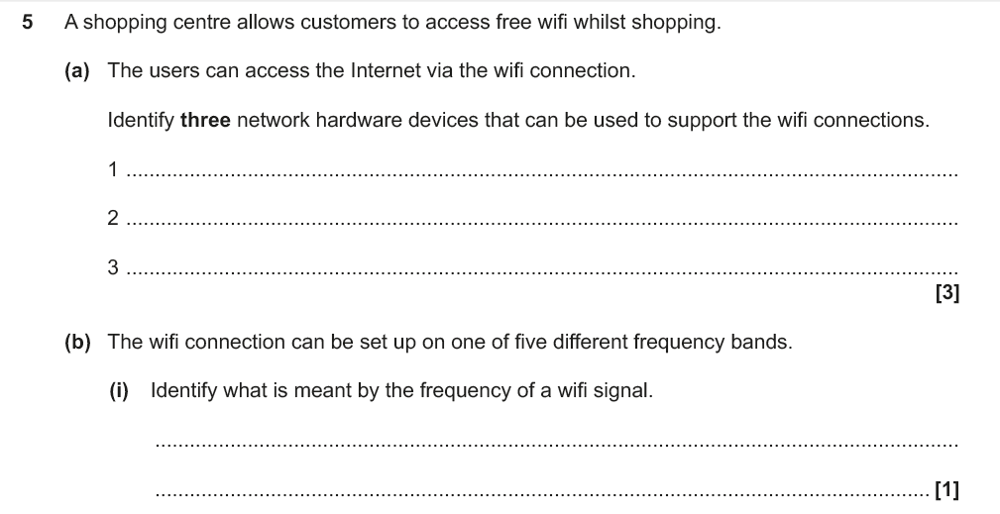 5 A shopping centre allows customers to access free wifi whilst shopping.
(a) The users can access the Internet via the wifi connection.
Identify three network hardware devices that can be used to support the wifi connections.
1 ..........................................................................................................................................
2 ..........................................................................................................................................
3 ..........................................................................................................................................
[3]
(b) The wifi connection can be set up on one of five different frequency bands.
(i) Identify what is meant by the frequency of a wifi signal.
..........................................................................................................................................
.................................................................................................................................. [1]